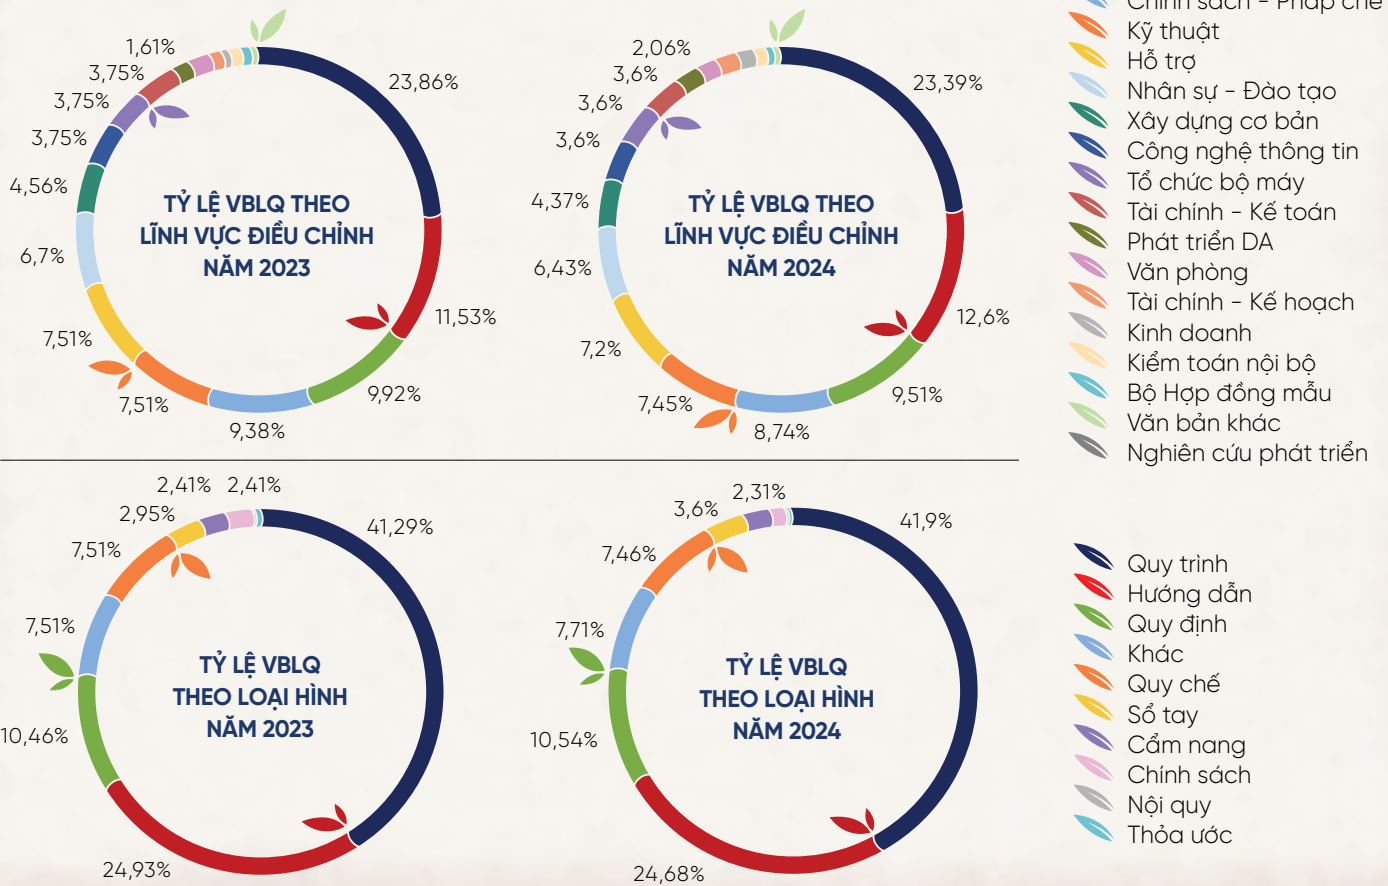 1,61%
3,75%
3,75%
3,75%
4,56%
6,7%
7,51%
7,51%
9,38%
9,92%
11,53%
23,86%
TỶ LỆ VBLQ THEO
LĨNH VỰC ĐIỀU CHỈNH
NĂM 2023
2,06%
3,6%
3,6%
3,6%
4,37%
6,43%
7,2%
7,45%
8,74%
9,51%
12,6%
23,39%
TỶ LỆ VBLQ THEO
LĨNH VỰC ĐIỀU CHỈNH
NĂM 2024
Chính sách - Pháp chế
Kỹ thuật
Hỗ trợ
Nhân sự - Đào tạo
Xây dựng cơ bản
Công nghệ thông tin
Tổ chức bộ máy
Tài chính - Kế toán
Phát triển DA
Văn phòng
Tài chính - Kế hoạch
Kinh doanh
Kiểm toán nội bộ
Bộ Hợp đồng mẫu
Văn bản khác
Nghiên cứu phát triển
2,41% 2,41%
2,95%
7,51%
7,51%
10,46%
24,93%
41,29%
TỶ LỆ VBLQ
THEO LOẠI HÌNH
NĂM 2023
2,31%
3,6%
7,46%
7,71%
10,54%
24,68%
41,9%
TỶ LỆ VBLQ
THEO LOẠI HÌNH
NĂM 2024
Quy trình
Hướng dẫn
Quy định
Khác
Quy chế
Sổ tay
Cẩm nang
Chính sách
Nội quy
Thỏa ước